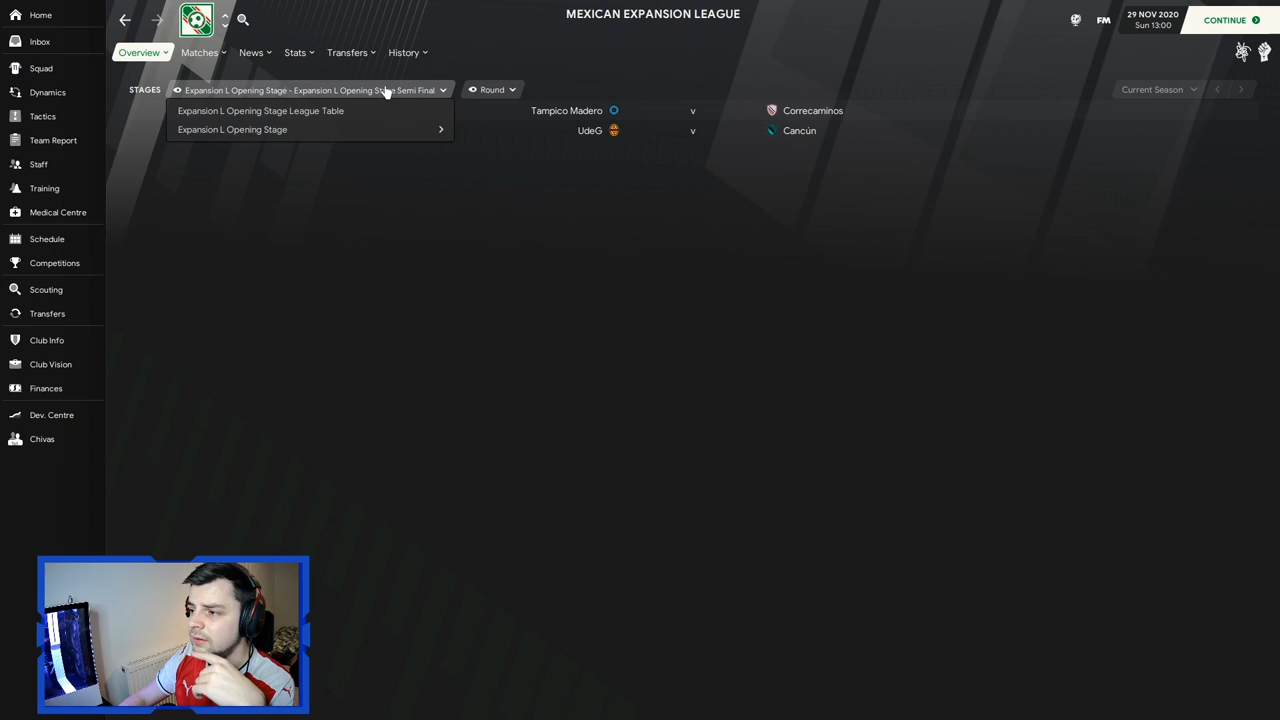 MEXICAN EXPANSION LEAGUE
FM
29 NOV 2020
Sun 13:00
CONTINUE
Home
Inbox
Squad
Dynamics
Tactics
Team Report
Staff
Training
Medical Centre
Schedule
Competitions
Scouting
Transfers
Club Info
Club Vision
Finances
Dev. Centre
Chivas
Overview
Matches
News
Stats
Transfers
History
STAGES
Expansion L Opening Stage - Expansion L Opening Stage Semi Final
Round
Current Season
Expansion L Opening Stage League Table
Expansion L Opening Stage
Tampico Madero v Correcaminos
UdeG v Cancún